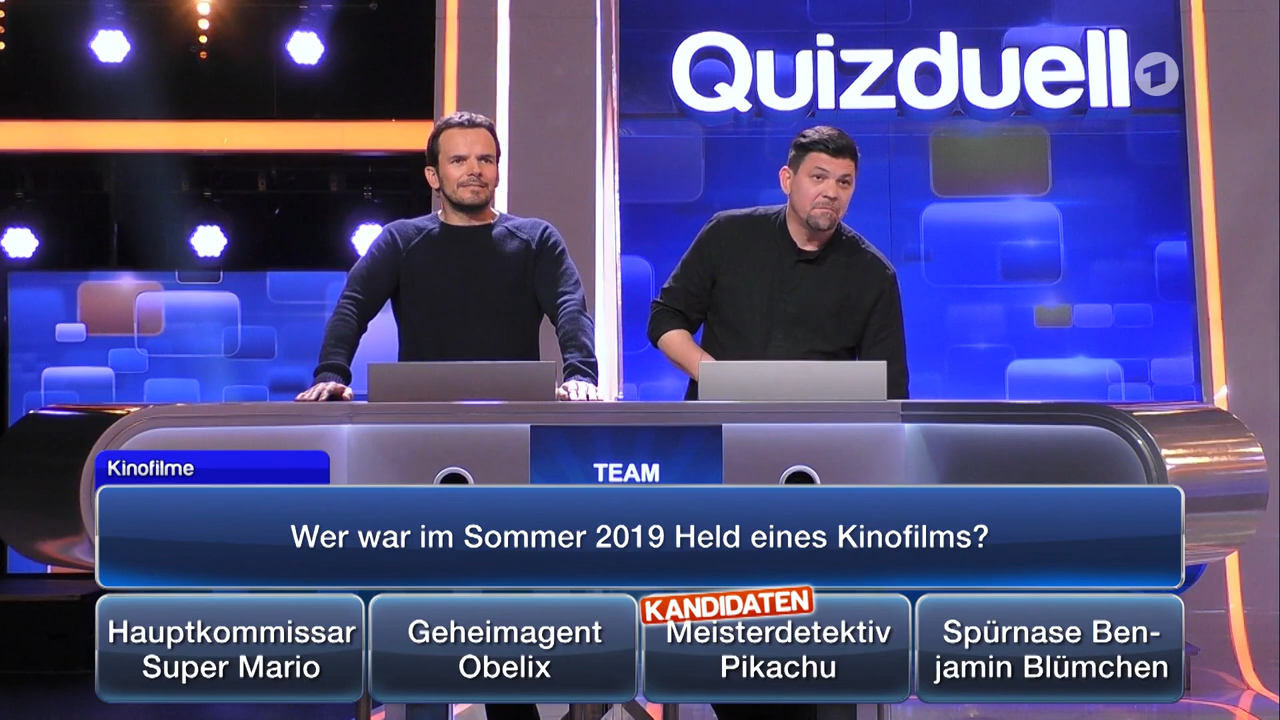 Quizduell 1
TEAM
Kinofilme
Wer war im Sommer 2019 Held eines Kinofilms?
Hauptkommissar
Super Mario
Geheimagent
Obelix
KANDIDATEN
Meisterdetektiv
Pikachu
Spürnase Ben-
jamin Blümchen